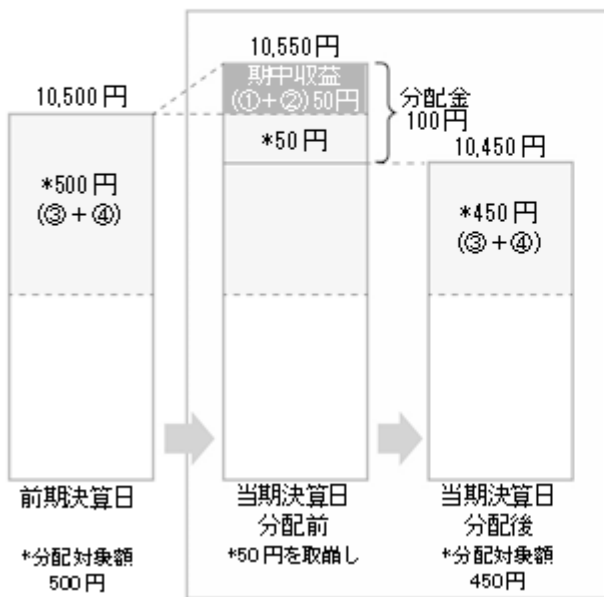 10,500円
*500円
(③+④)
前期決算日
*分配対象額
500円
10,550円
期中収益
(①+②)50円
*50円
分配金
100円
当期決算日
分配前
*50円を取崩し
10,450円
*450円
(③+④)
当期決算日
分配後
*分配対象額
450円